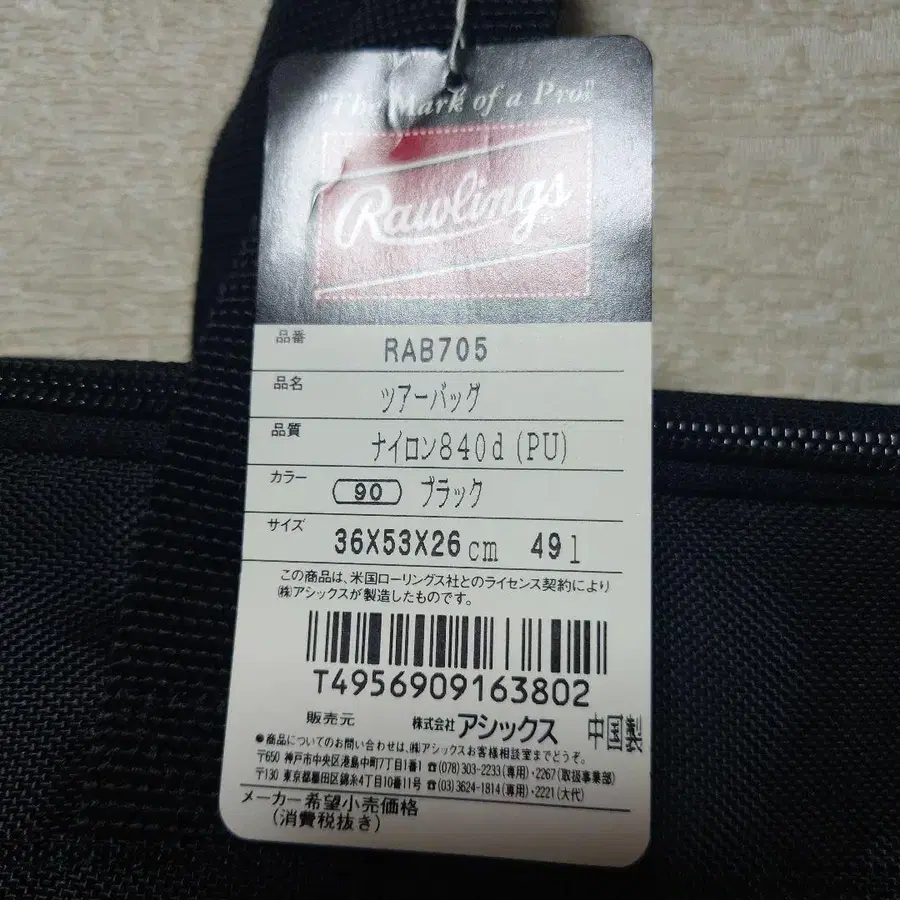 "The Mark of a Pro"
Rawlings
品番 RAB705
品名 ツアーバッグ
品質 ナイロン840d(PU)
カラー 90 ブラック
サイズ 36X53X26cm 49l
この商品は、米国ローリングス社とのライセンス契約により
㈱アシックスが製造したものです。
T4956909163802
販売元 株式会社アシックス 中国製
●商品についてのお問い合わせは、㈱アシックスお客様相談室までどうぞ。
〒650 神戸市中央区港島中町7丁目1番1 ☎(078)303-2233(専用)・2267(取扱事業部)
〒130 東京都墨田区錦糸4丁目10番11号 ☎(03)3624-1814(専用)・2221(大代)
メーカー希望小売価格
(消費税抜き)